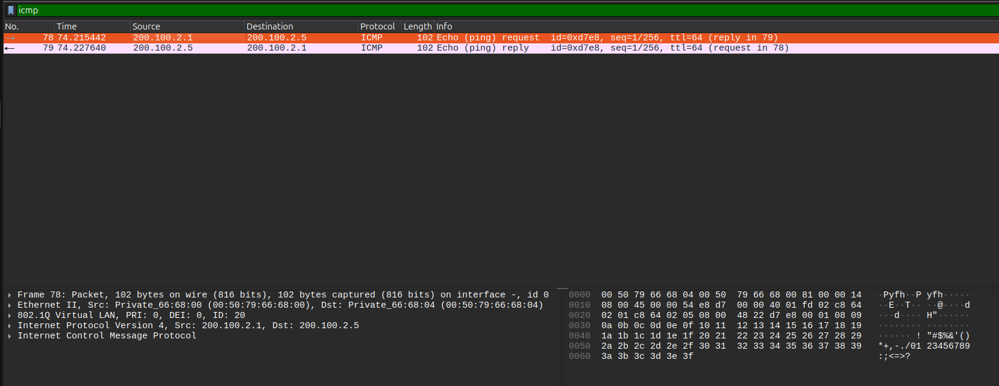 icmp
No. Time Source Destination Protocol Length Info
78 74.215442 200.100.2.1 200.100.2.5 ICMP 102 Echo (ping) request id=0xd7e8, seq=1/256, ttl=64 (reply in 79)
79 74.227640 200.100.2.5 200.100.2.1 ICMP 102 Echo (ping) reply id=0xd7e8, seq=1/256, ttl=64 (request in 78)
Frame 78: Packet, 102 bytes on wire (816 bits), 102 bytes captured (816 bits) on interface -, id 0
Ethernet II, Src: Private_66:68:00 (00:50:79:66:68:00), Dst: Private_66:68:04 (00:50:79:66:68:04)
802.1Q Virtual LAN, PRI: 0, DEI: 0, ID: 20
Internet Protocol Version 4, Src: 200.100.2.1, Dst: 200.100.2.5
Internet Control Message Protocol
0000 00 50 79 66 68 04 00 50 79 66 68 00 81 00 00 14 ·Pyfh··P yfh·····
0010 08 00 45 00 00 54 e8 d7 00 00 40 01 fd 02 c8 64 ··E··T·· ··@····d
0020 02 01 c8 64 02 05 08 00 48 22 d7 e8 00 01 08 09 ···d···· H"······
0030 0a 0b 0c 0d 0e 0f 10 11 12 13 14 15 16 17 18 19 ········ ········
0040 1a 1b 1c 1d 1e 1f 20 21 22 23 24 25 26 27 28 29 ······ ! "#$%&'()
0050 2a 2b 2c 2d 2e 2f 30 31 32 33 34 35 36 37 38 39 *+,-./01 23456789
0060 3a 3b 3c 3d 3e 3f :;<=>?